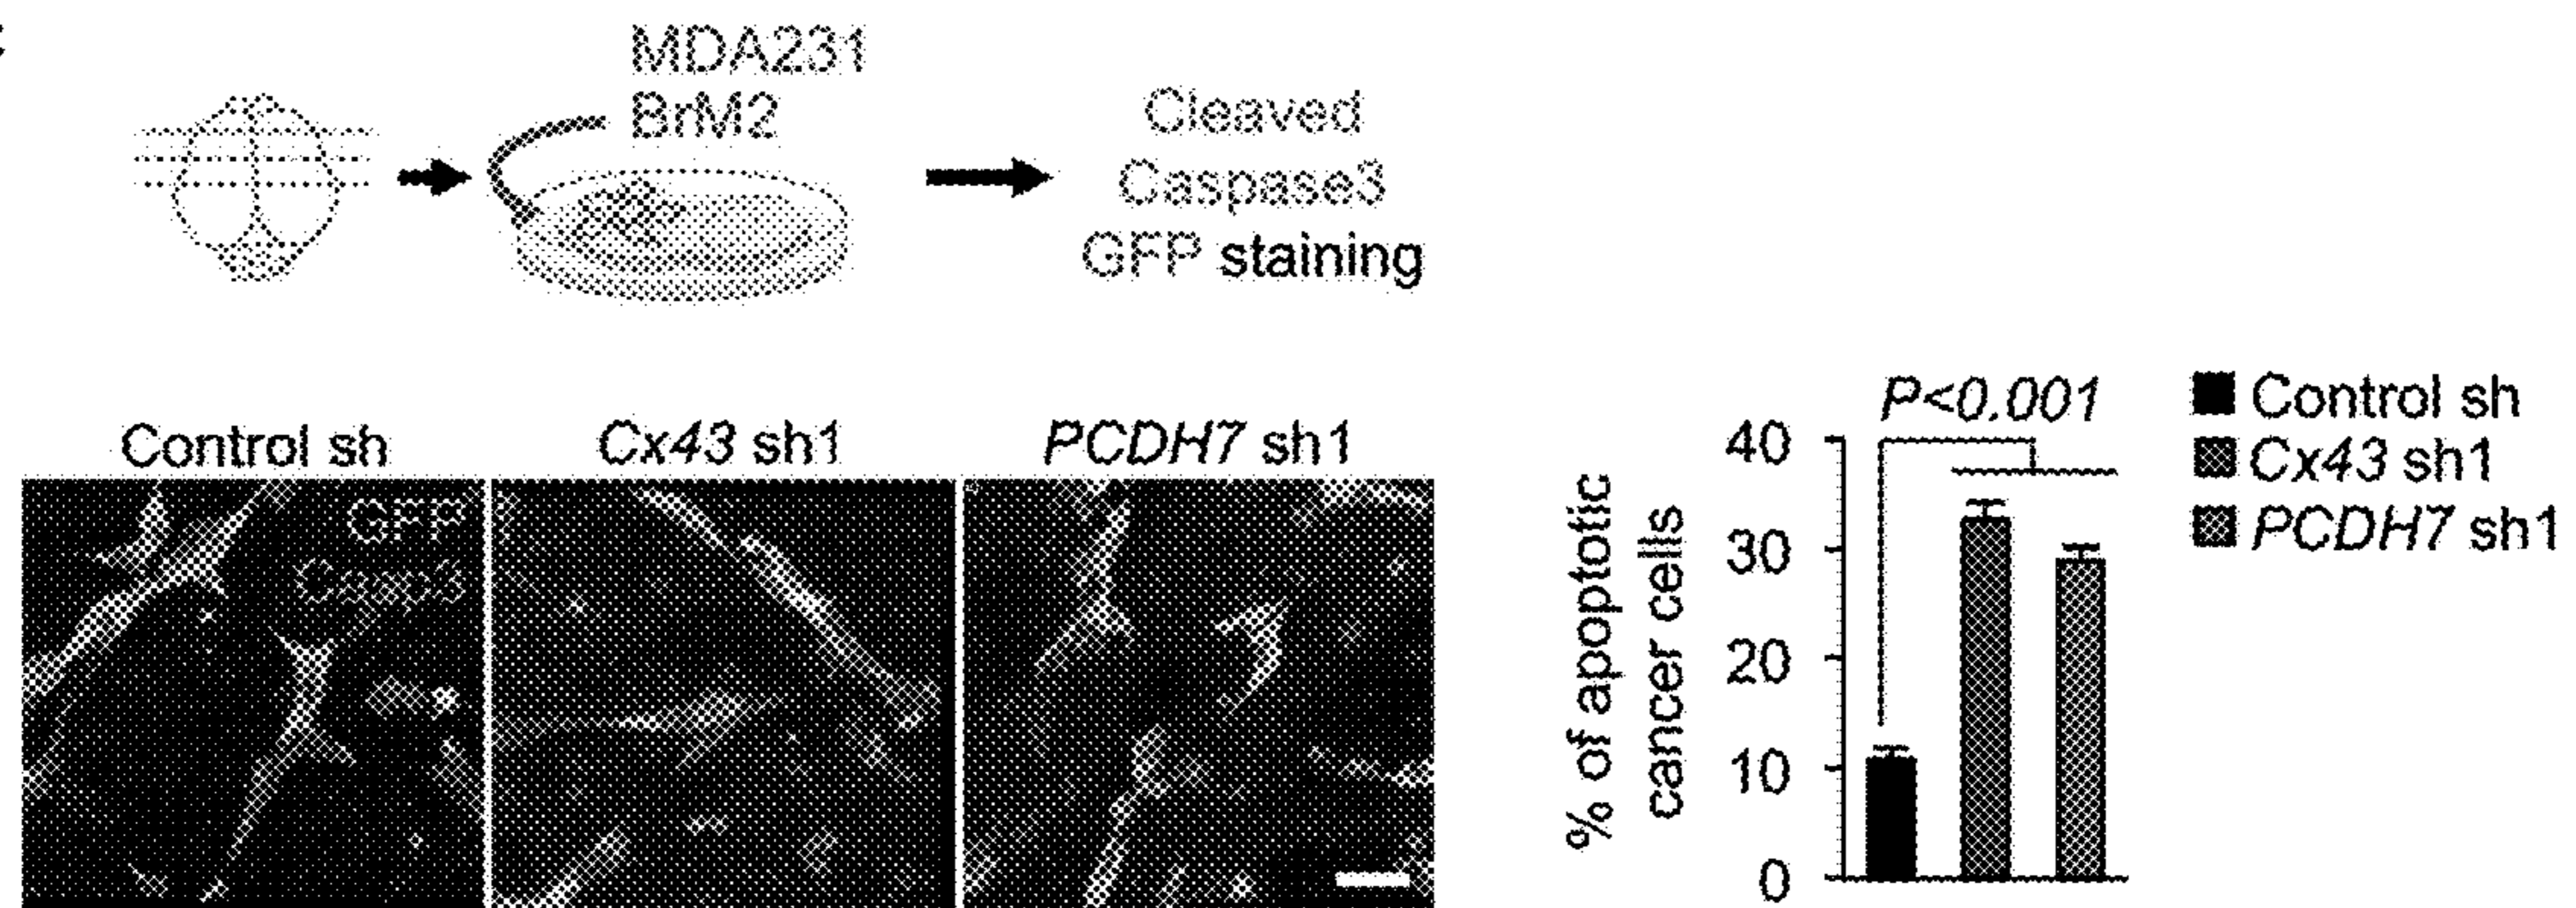 MDA231
BrM2
Cleaved
Caspase3
GFP staining
Control sh
Cx43 sh1
PCDH7 sh1
GFP
Casp3
% of apoptotic
cancer cells
P<0.001
40
30
20
10
0
Control sh
Cx43 sh1
PCDH7 sh1